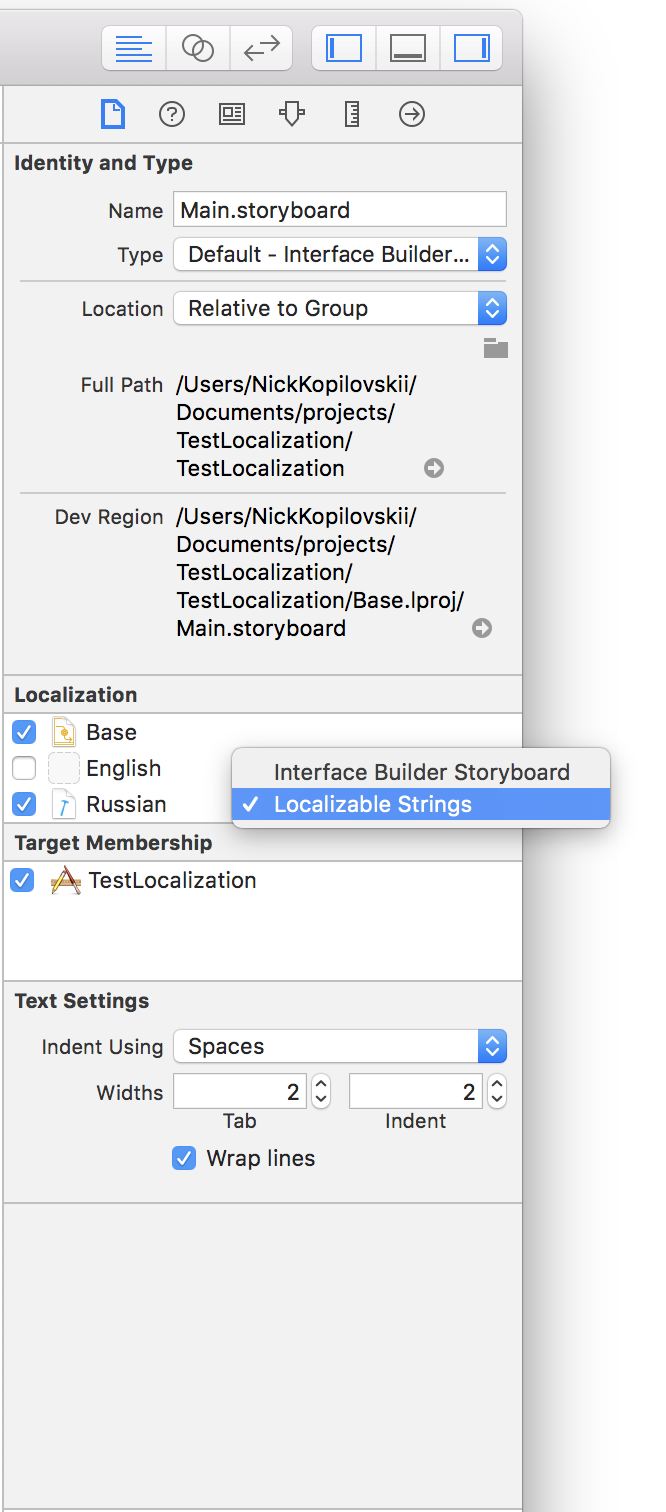 Identity and Type
Name Main.storyboard
Type Default - Interface Builder...
Location Relative to Group
Full Path /Users/NickKopilovskii/
Documents/projects/
TestLocalization/
TestLocalization
Dev Region /Users/NickKopilovskii/
Documents/projects/
TestLocalization/
TestLocalization/Base.lproj/
Main.storyboard
Localization
Base
English
Interface Builder Storyboard
Russian
Localizable Strings
Target Membership
TestLocalization
Text Settings
Indent Using Spaces
Widths 2 2
Tab Indent
Wrap lines